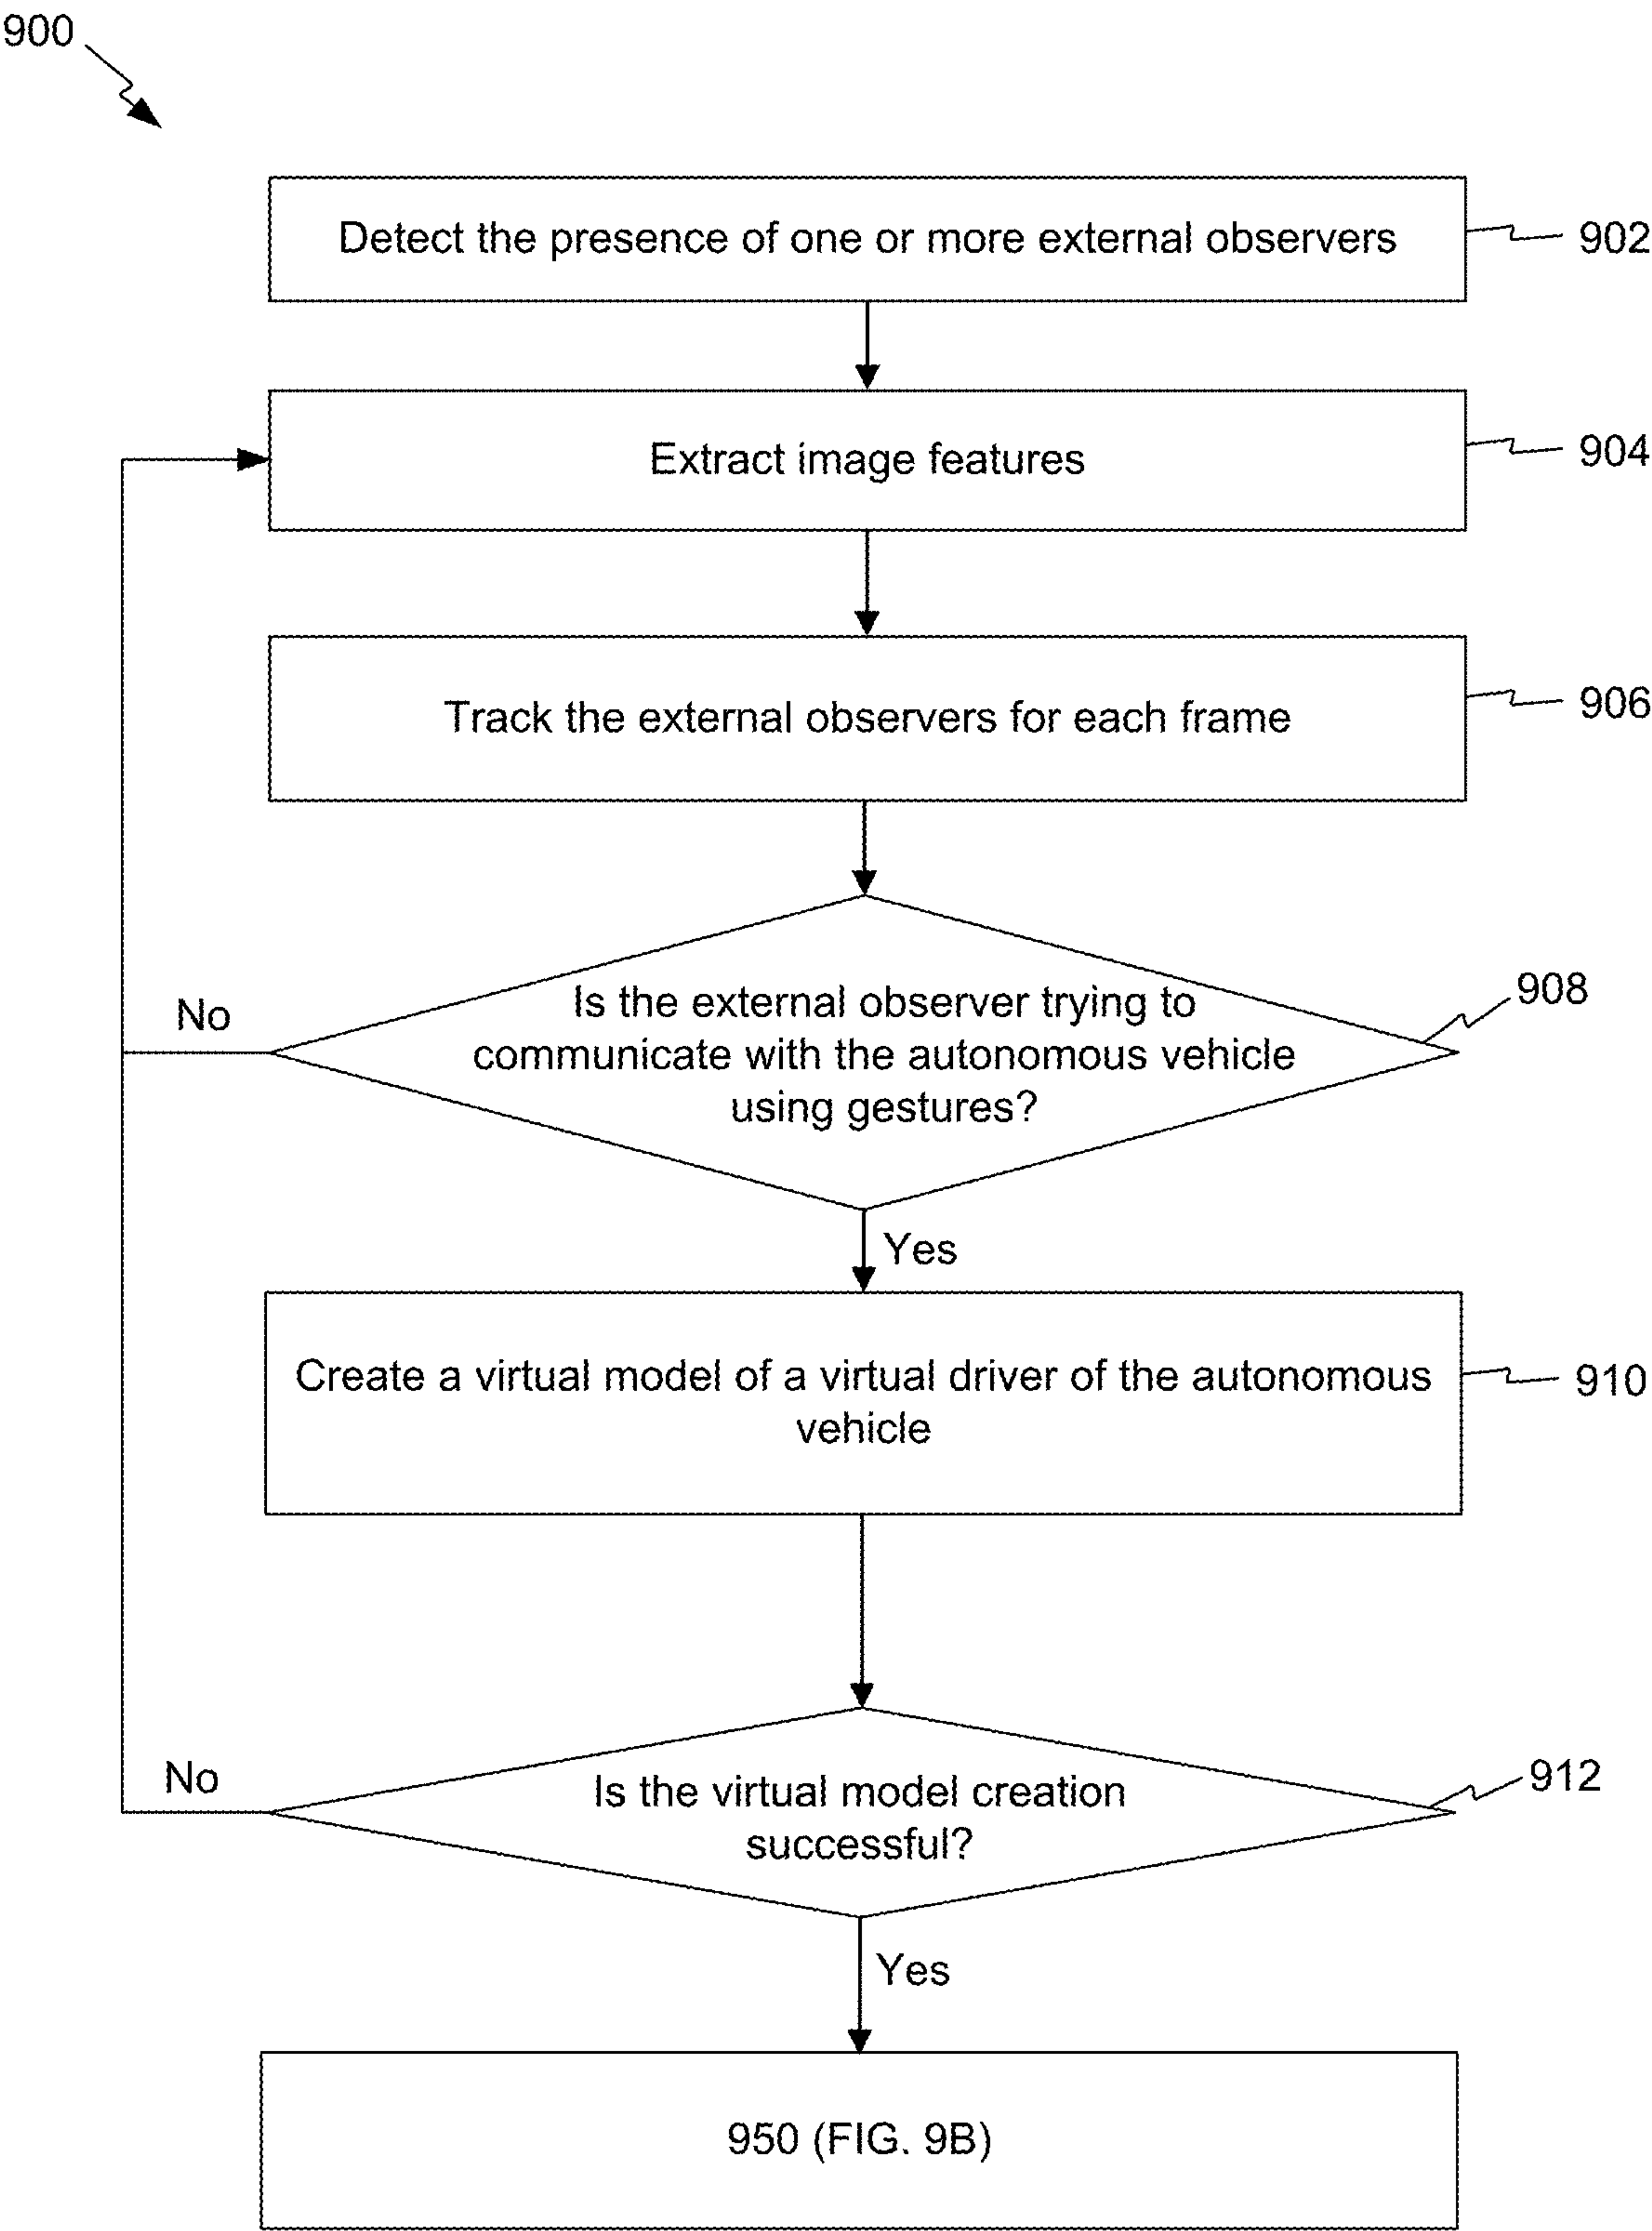 900
Detect the presence of one or more external observers
902
Extract image features
904
Track the external observers for each frame
906
Is the external observer trying to
communicate with the autonomous vehicle
using gestures?
908
No
Yes
Create a virtual model of a virtual driver of the autonomous
vehicle
910
Is the virtual model creation
successful?
912
No
Yes
950 (FIG. 9B)